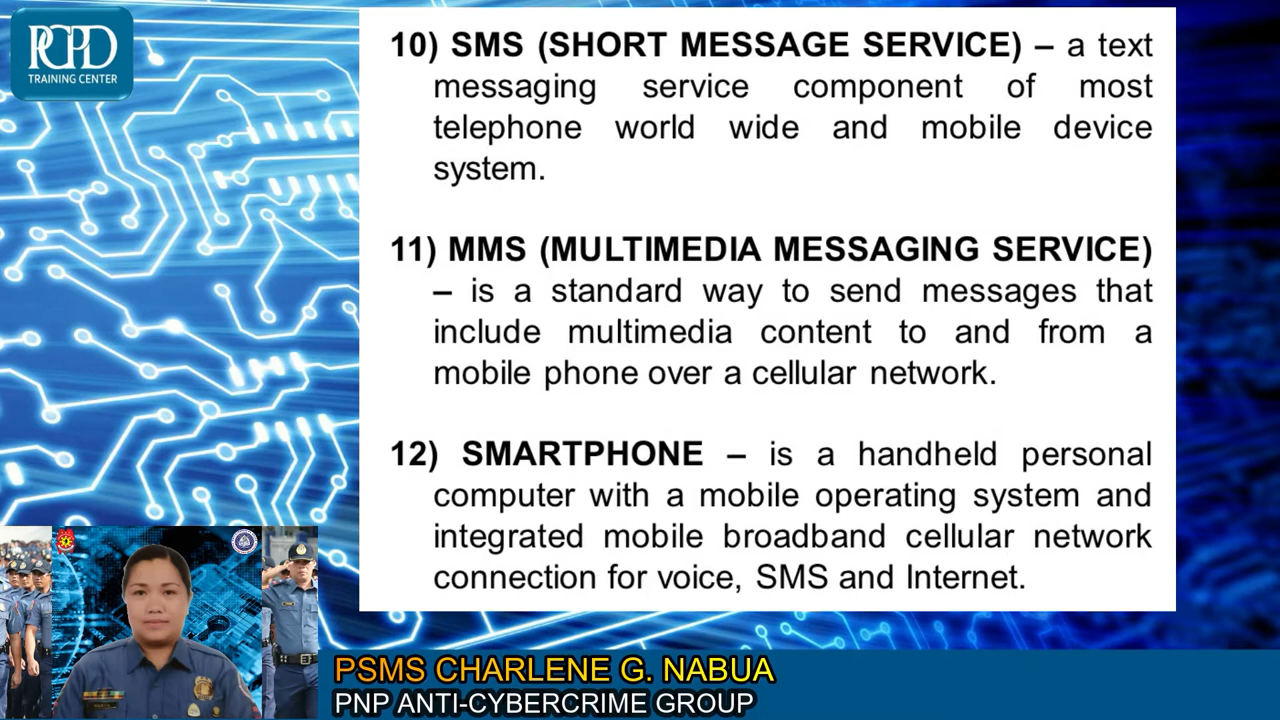 PCPD
TRAINING CENTER
10) SMS (SHORT MESSAGE SERVICE) – a text
messaging service component of most
telephone world wide and mobile device
system.
11) MMS (MULTIMEDIA MESSAGING SERVICE)
– is a standard way to send messages that
include multimedia content to and from a
mobile phone over a cellular network.
12) SMARTPHONE – is a handheld personal
computer with a mobile operating system and
integrated mobile broadband cellular network
connection for voice, SMS and Internet.
PSMS CHARLENE G. NABUA
PNP ANTI-CYBERCRIME GROUP